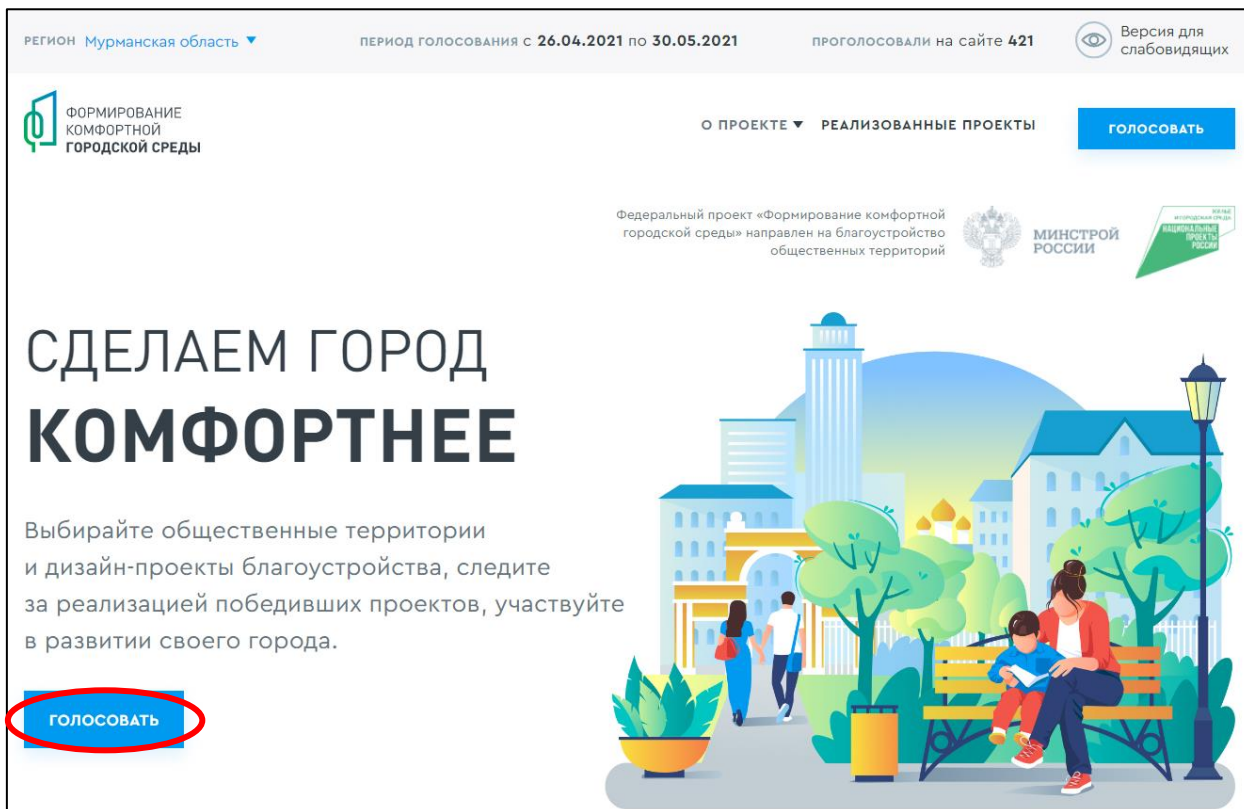 РЕГИОН Мурманская область ▼
ПЕРИОД ГОЛОСОВАНИЯ С 26.04.2021 по 30.05.2021
ПРОГОЛОСОВАЛИ на сайте 421
Версия для
слабовидящих
ФОРМИРОВАНИЕ
КОМФОРТНОЙ
ГОРОДСКОЙ СРЕДЫ
О ПРОЕКТЕ ▼
РЕАЛИЗОВАННЫЕ ПРОЕКТЫ
ГОЛОСОВАТЬ
Федеральный проект «Формирование комфортной
городской среды» направлен на благоустройство
общественных территорий
МИНСТРОЙ
РОССИИ
ЖИЛЬЕ
И ГОРОДСКАЯ СРЕДА
НАЦИОНАЛЬНЫЕ
ПРОЕКТЫ
РОССИИ
СДЕЛАЕМ ГОРОД
КОМФОРТНЕЕ
Выбирайте общественные территории
и дизайн-проекты благоустройства, следите
за реализацией победивших проектов, участвуйте
в развитии своего города.
ГОЛОСОВАТЬ